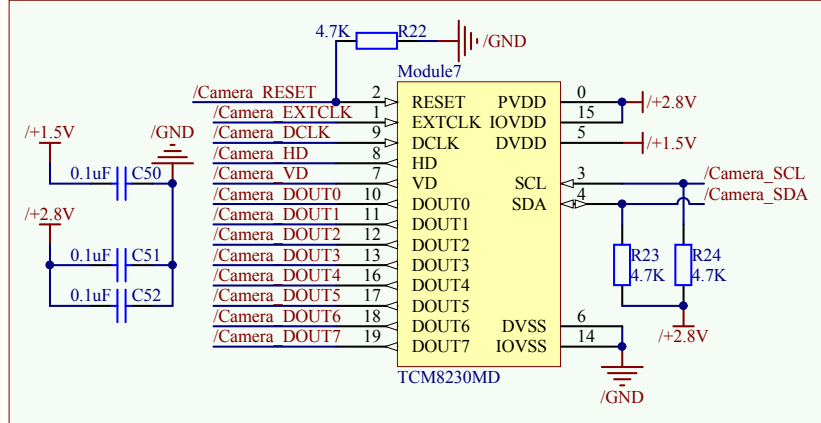 4.7K R22
/GND
Module7
/Camera_RESET 2 RESET PVDD 0 /+2.8V
/Camera_EXTCLK 1 EXTCLK IOVDD 15
/Camera_DCLK 9 DCLK DVDD 5 /+1.5V
/Camera_HD 8 HD
/Camera_VD 7 VD SCL 3 /Camera_SCL
/Camera_DOUT0 10 DOUT0 SDA 4 /Camera_SDA
/Camera_DOUT1 11 DOUT1
/Camera_DOUT2 12 DOUT2
/Camera_DOUT3 13 DOUT3
/Camera_DOUT4 16 DOUT4
/Camera_DOUT5 17 DOUT5
/Camera_DOUT6 18 DOUT6 DVSS 6
/Camera_DOUT7 19 DOUT7 IOVSS 14
TCM8230MD
/+1.5V
/GND
0.1uF C50
/+2.8V
0.1uF C51
0.1uF C52
R23 R24
4.7K 4.7K
/+2.8V
/GND